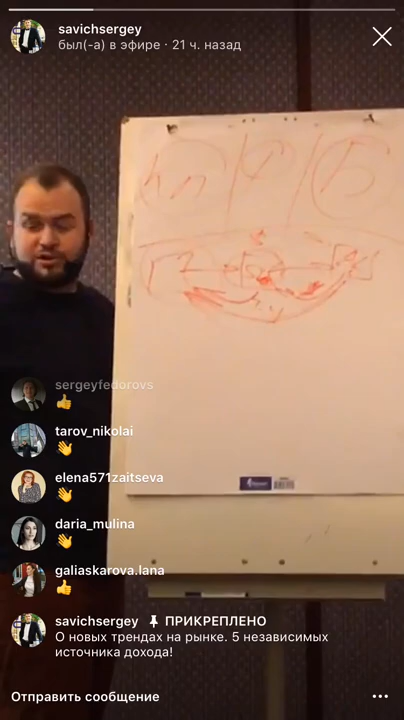 savichsergey
был(-а) в эфире · 21 ч. назад
sergeyfedorovs
👍
tarov_nikolai
👋
elena571zaitseva
👋
daria_mulina
👋
galiaskarova.lana
👍
savichsergey ПРИКРЕПЛЕНО
О новых трендах на рынке. 5 независимых
источника дохода!
Отправить сообщение